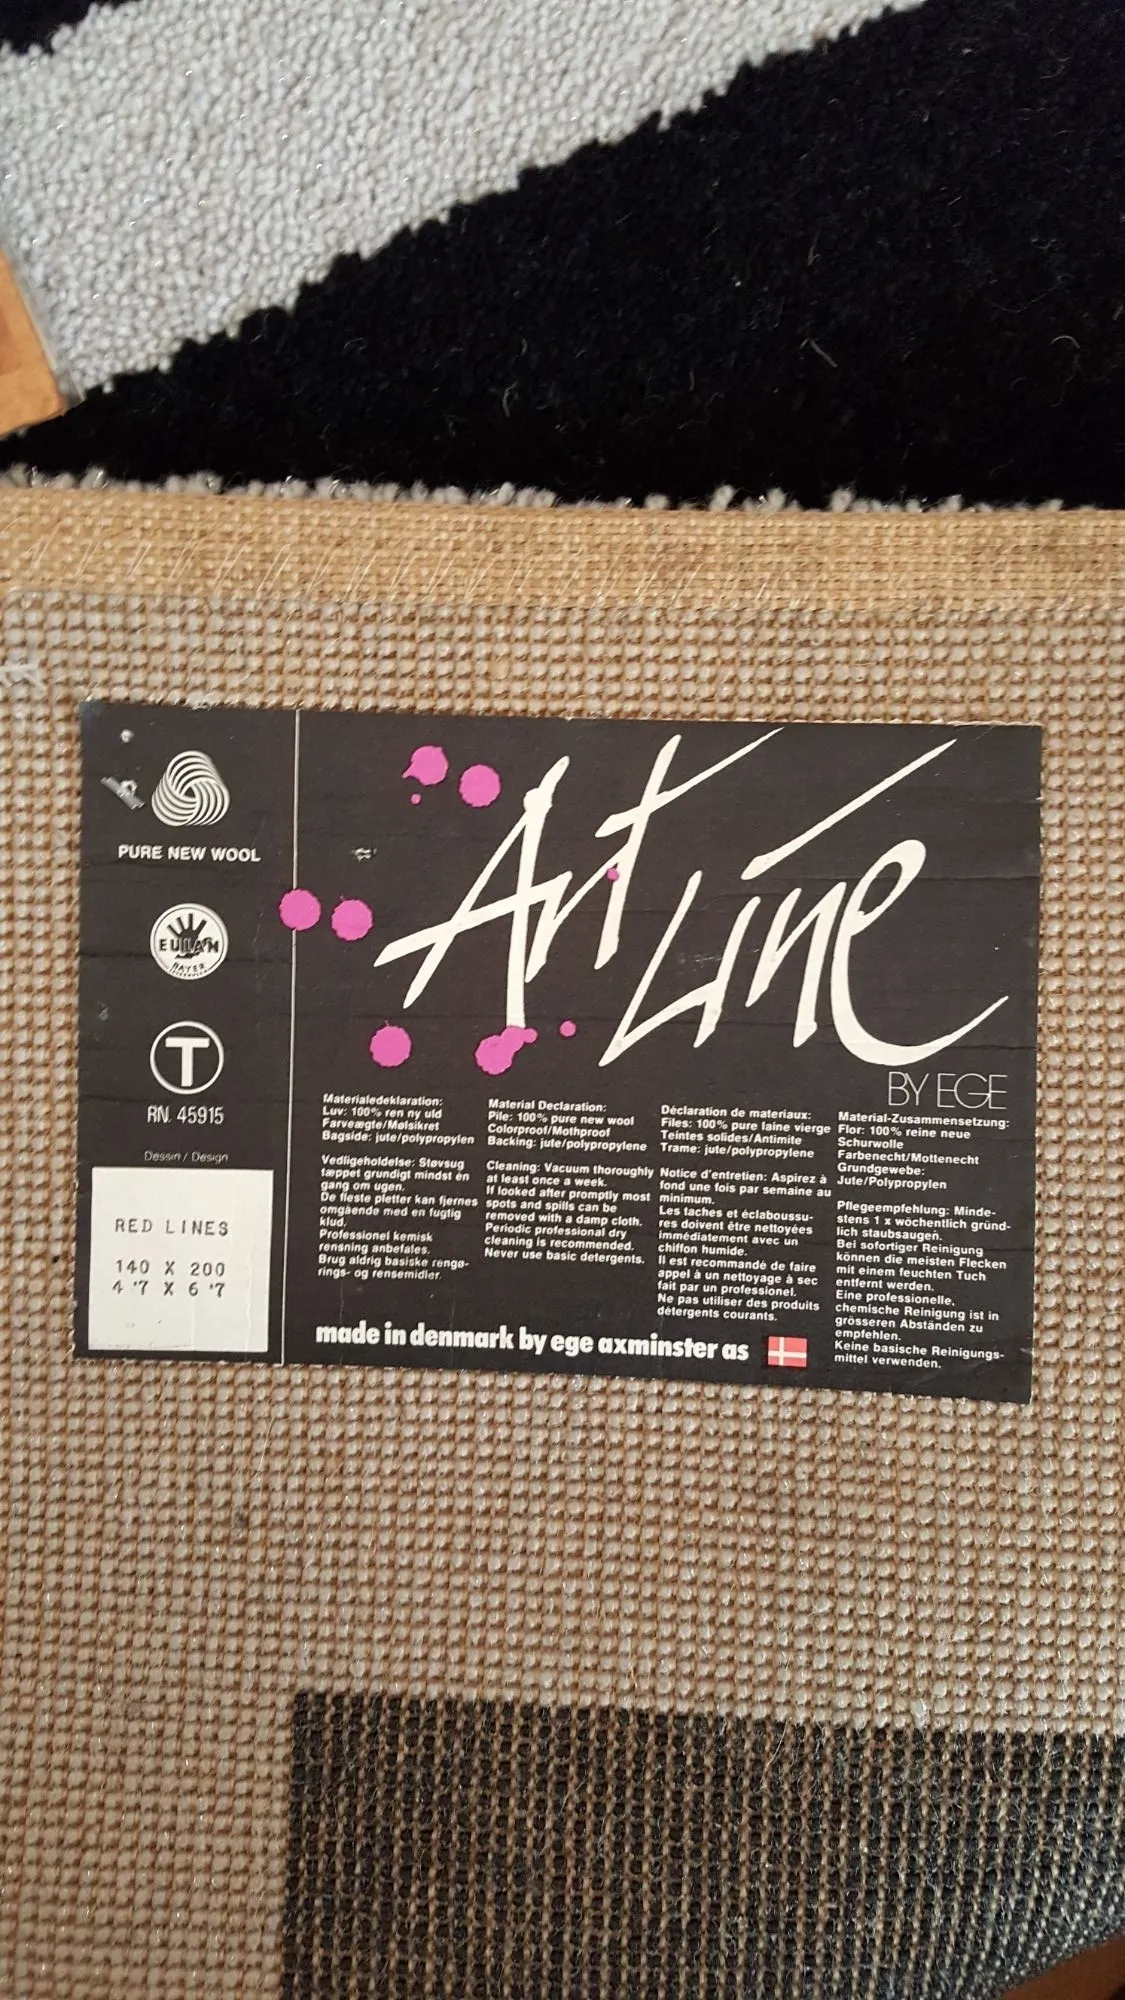 PURE NEW WOOL
EULAN
BAYER
T
RN. 45915
Dessin / Design
RED LINES
140 X 200
4'7 X 6'7
Art Line
BY EGE
Materialedeklaration:
Luv: 100% ren ny uld
Farveægte/Mølsikret
Bagside: jute/polypropylen
Vedligeholdelse: Støvsug
tæppet grundigt mindst én
gang om ugen.
De fleste pletter kan fjernes
omgående med en fugtig
klud.
Professionel kemisk
rensning anbefales.
Brug aldrig basiske rengø-
rings- og rensemidler.
Material Declaration:
Pile: 100% pure new wool
Colorproof/Mothproof
Backing: jute/polypropylene
Cleaning: Vacuum thoroughly
at least once a week.
If looked after promptly most
spots and spills can be
removed with a damp cloth.
Periodic professional dry
cleaning is recommended.
Never use basic detergents.
Déclaration de materiaux:
Files: 100% pure laine vierge
Teintes solides/Antimite
Trame: jute/polypropylene
Notice d'entretien: Aspirez à
fond une fois par semaine au
minimum.
Les taches et éclaboussu-
res doivent être nettoyées
immédiatement avec un
chiffon humide.
Il est recommandé de faire
appel à un nettoyage à sec
fait par un professionel.
Ne pas utiliser des produits
détergents courants.
Material-Zusammensetzung:
Flor: 100% reine neue
Schurwolle
Farbenecht/Mottenecht
Grundgewebe:
Jute/Polypropylen
Pflegeempfehlung: Minde-
stens 1 x wöchentlich gründ-
lich staubsaugen.
Bei sofortiger Reinigung
können die meisten Flecken
mit einem feuchten Tuch
entfernt werden.
Eine professionelle,
chemische Reinigung ist in
grösseren Abständen zu
empfehlen.
Keine basische Reinigungs-
mittel verwenden.
made in denmark by ege axminster as